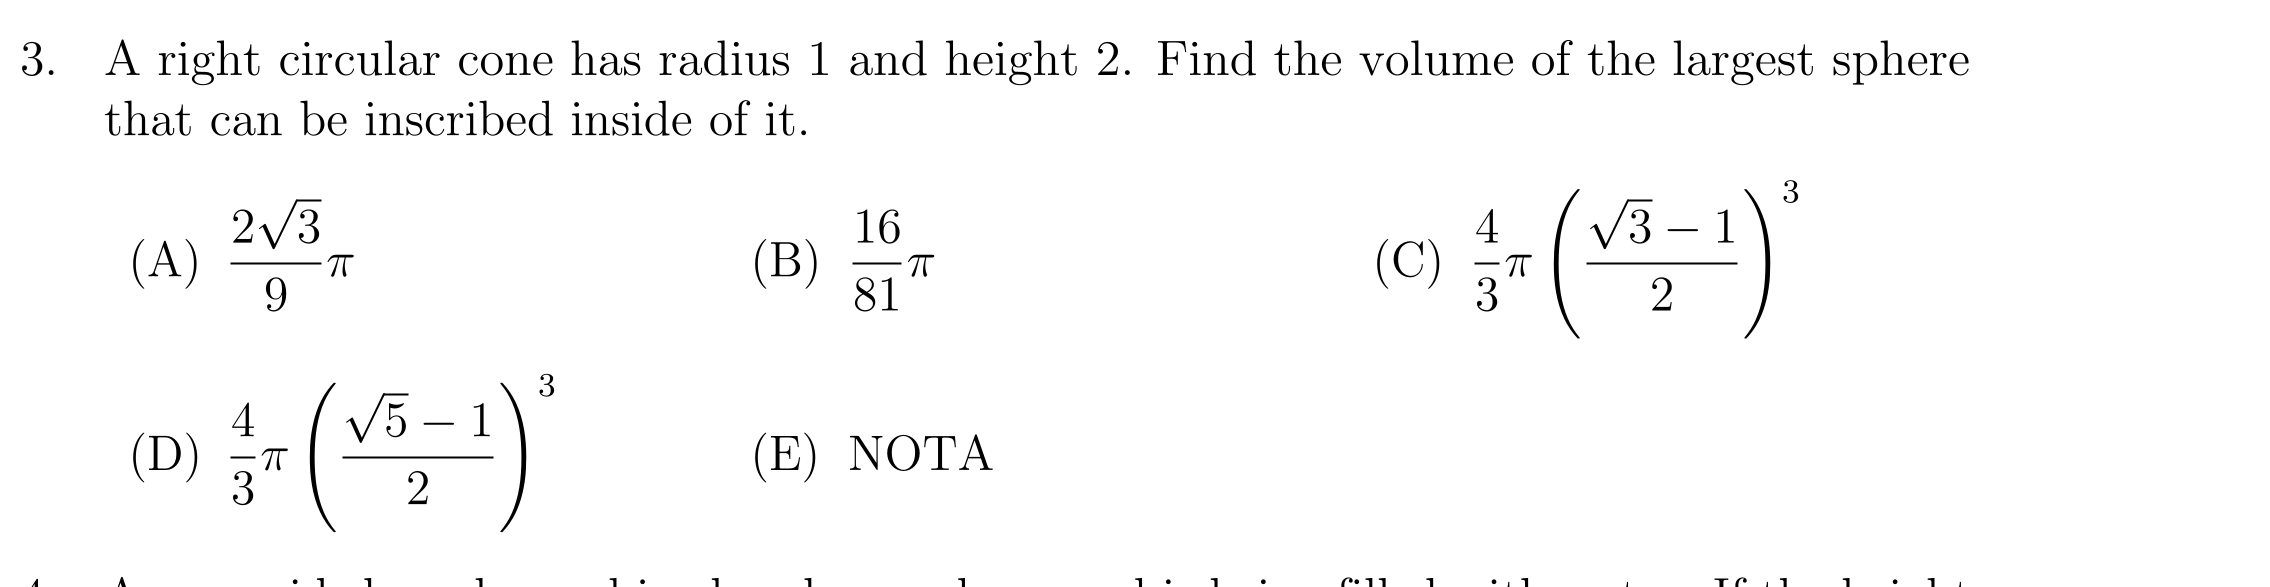 3. A right circular cone has radius 1 and height 2. Find the volume of the largest sphere
that can be inscribed inside of it.
(A) $\frac{2\sqrt{3}}{9}\pi$ (B) $\frac{16}{81}\pi$ (C) $\frac{4}{3}\pi\left(\frac{\sqrt{3}-1}{2}\right)^3$
(D) $\frac{4}{3}\pi\left(\frac{\sqrt{5}-1}{2}\right)^3$ (E) NOTA